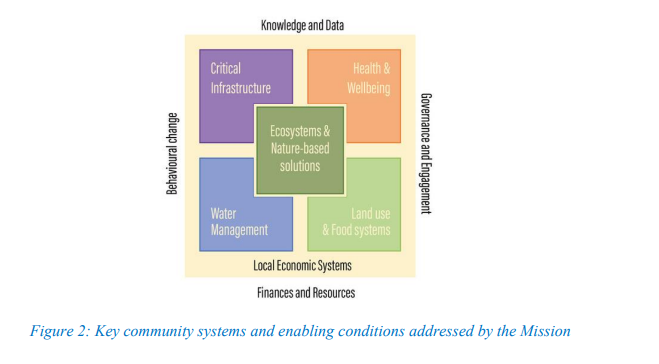 Knowledge and Data
Critical
Infrastructure
Health &
Wellbeing
Behavioural change
Ecosystems &
Nature-based
solutions
Governance and Engagement
Water
Management
Land use
& Food systems
Local Economic Systems
Finances and Resources
Figure 2: Key community systems and enabling conditions addressed by the Mission